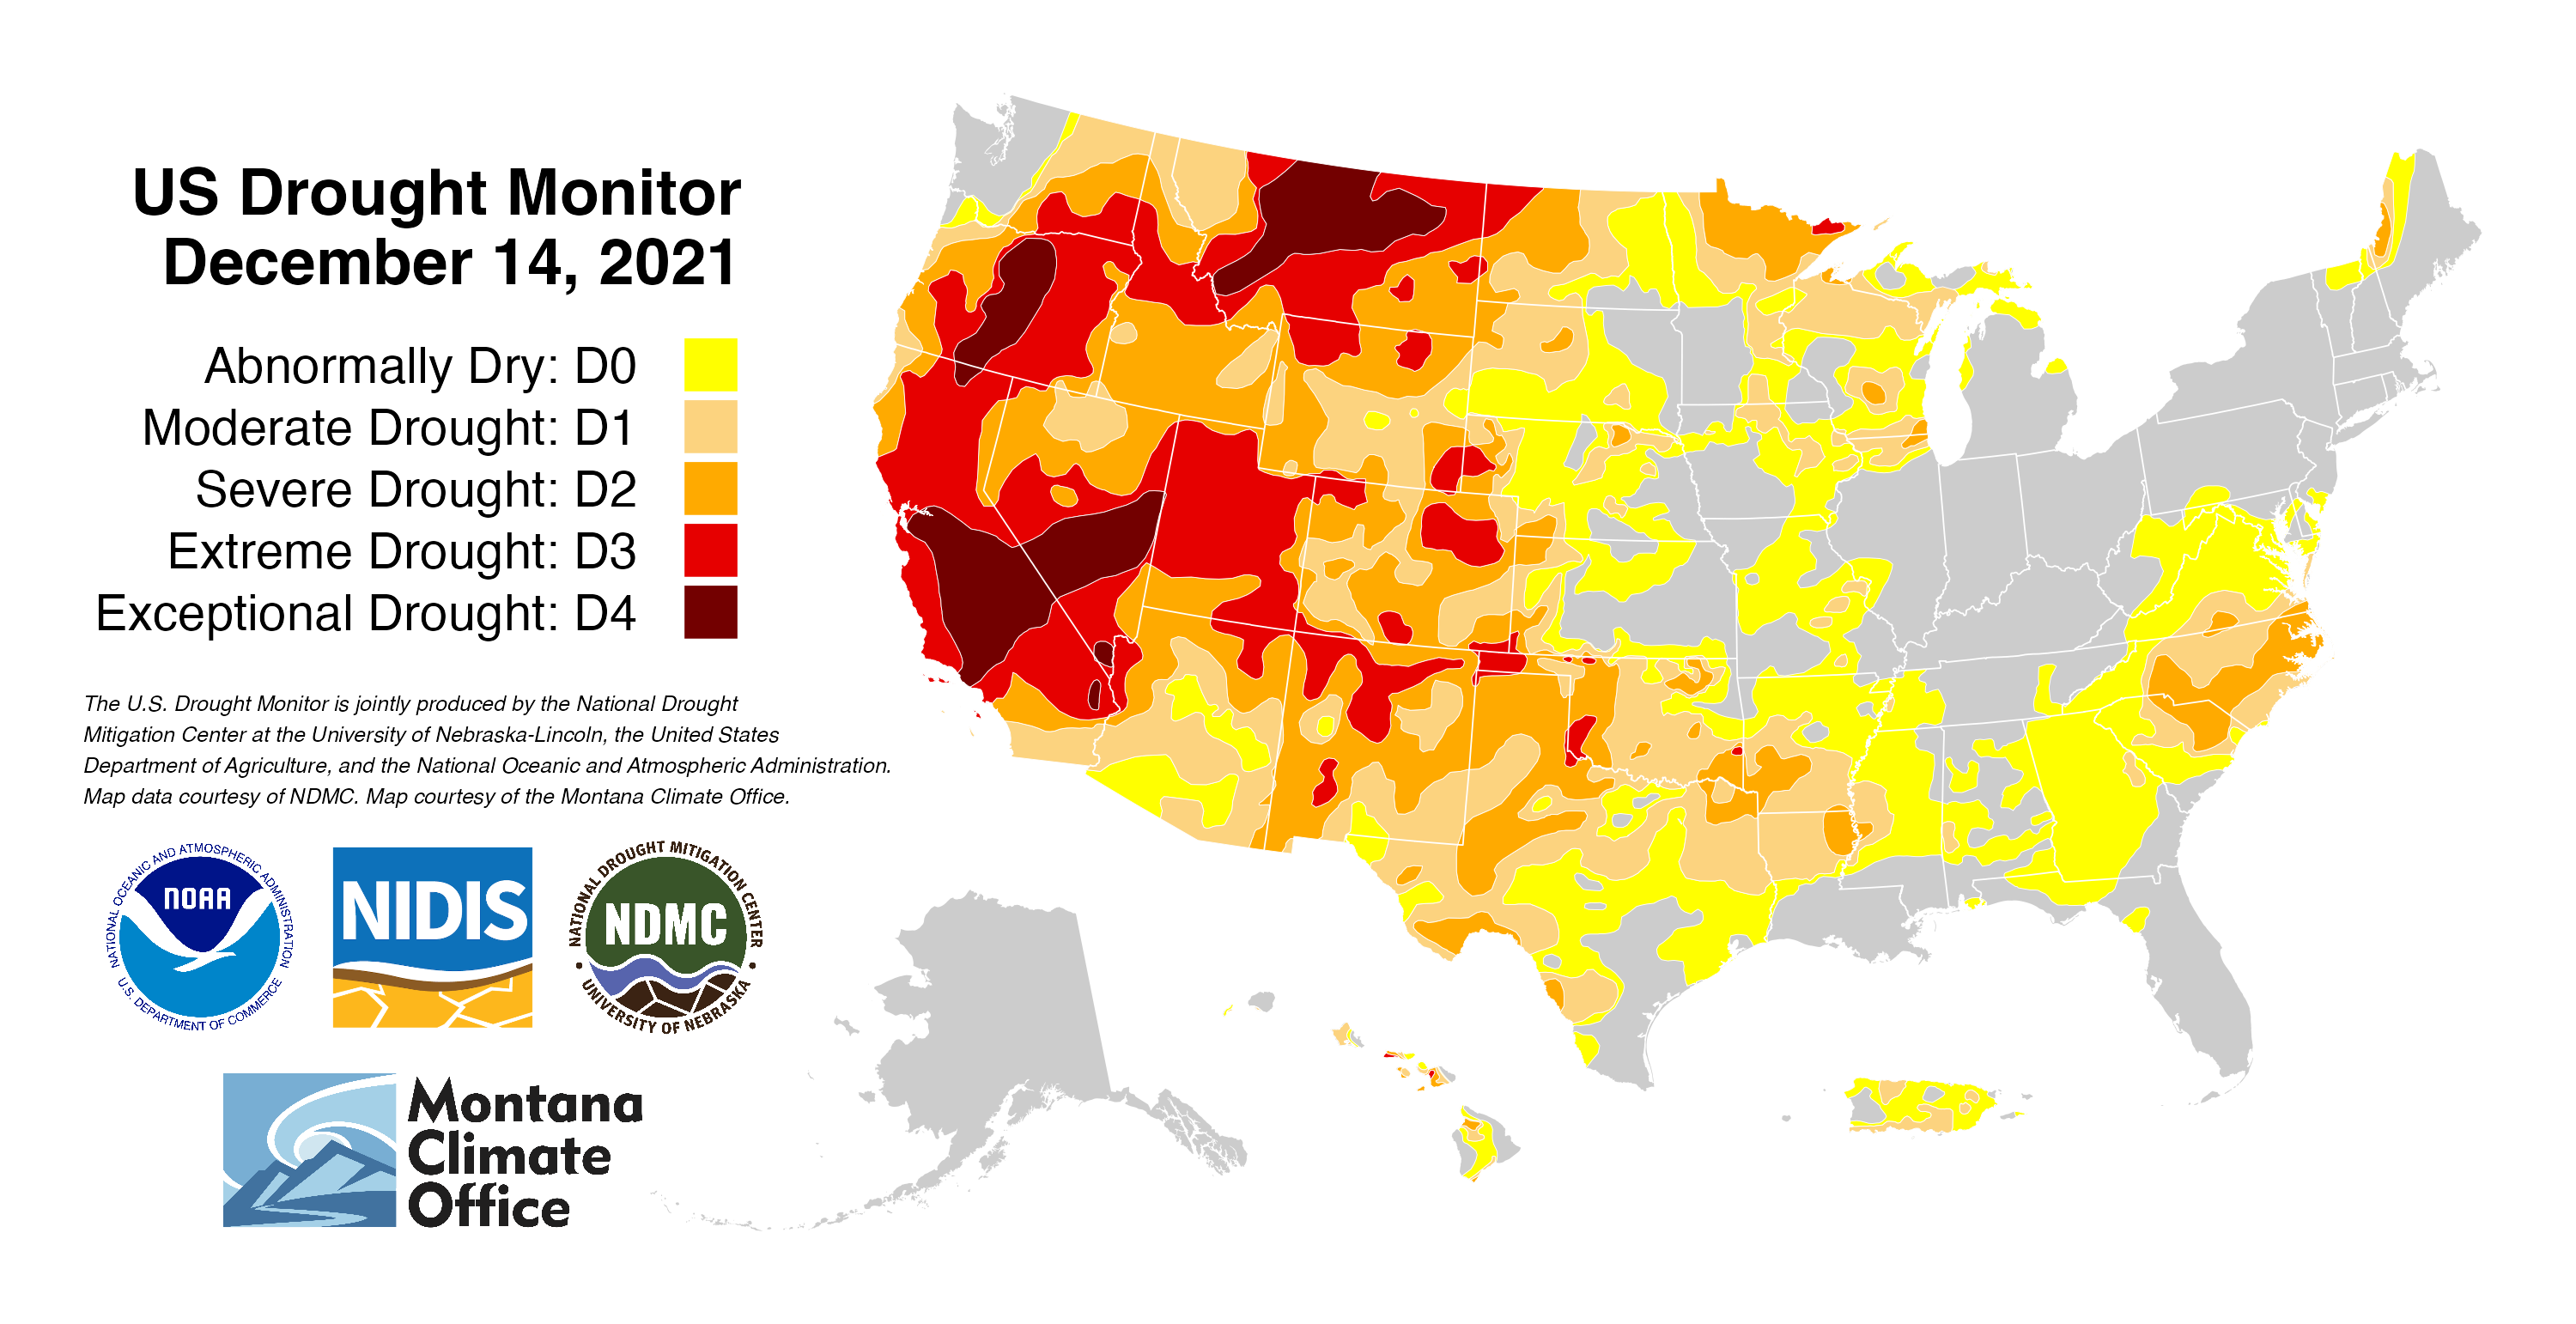 US Drought Monitor
December 14, 2021
Abnormally Dry: D0
Moderate Drought: D1
Severe Drought: D2
Extreme Drought: D3
Exceptional Drought: D4
The U.S. Drought Monitor is jointly produced by the National Drought
Mitigation Center at the University of Nebraska-Lincoln, the United States
Department of Agriculture, and the National Oceanic and Atmospheric Administration.
Map data courtesy of NDMC. Map courtesy of the Montana Climate Office.
NATIONAL OCEANIC AND ATMOSPHERIC ADMINISTRATION
NOAA
U.S. DEPARTMENT OF COMMERCE
NIDIS
NATIONAL DROUGHT MITIGATION CENTER
NDMC
UNIVERSITY OF NEBRASKA
Montana
Climate
Office